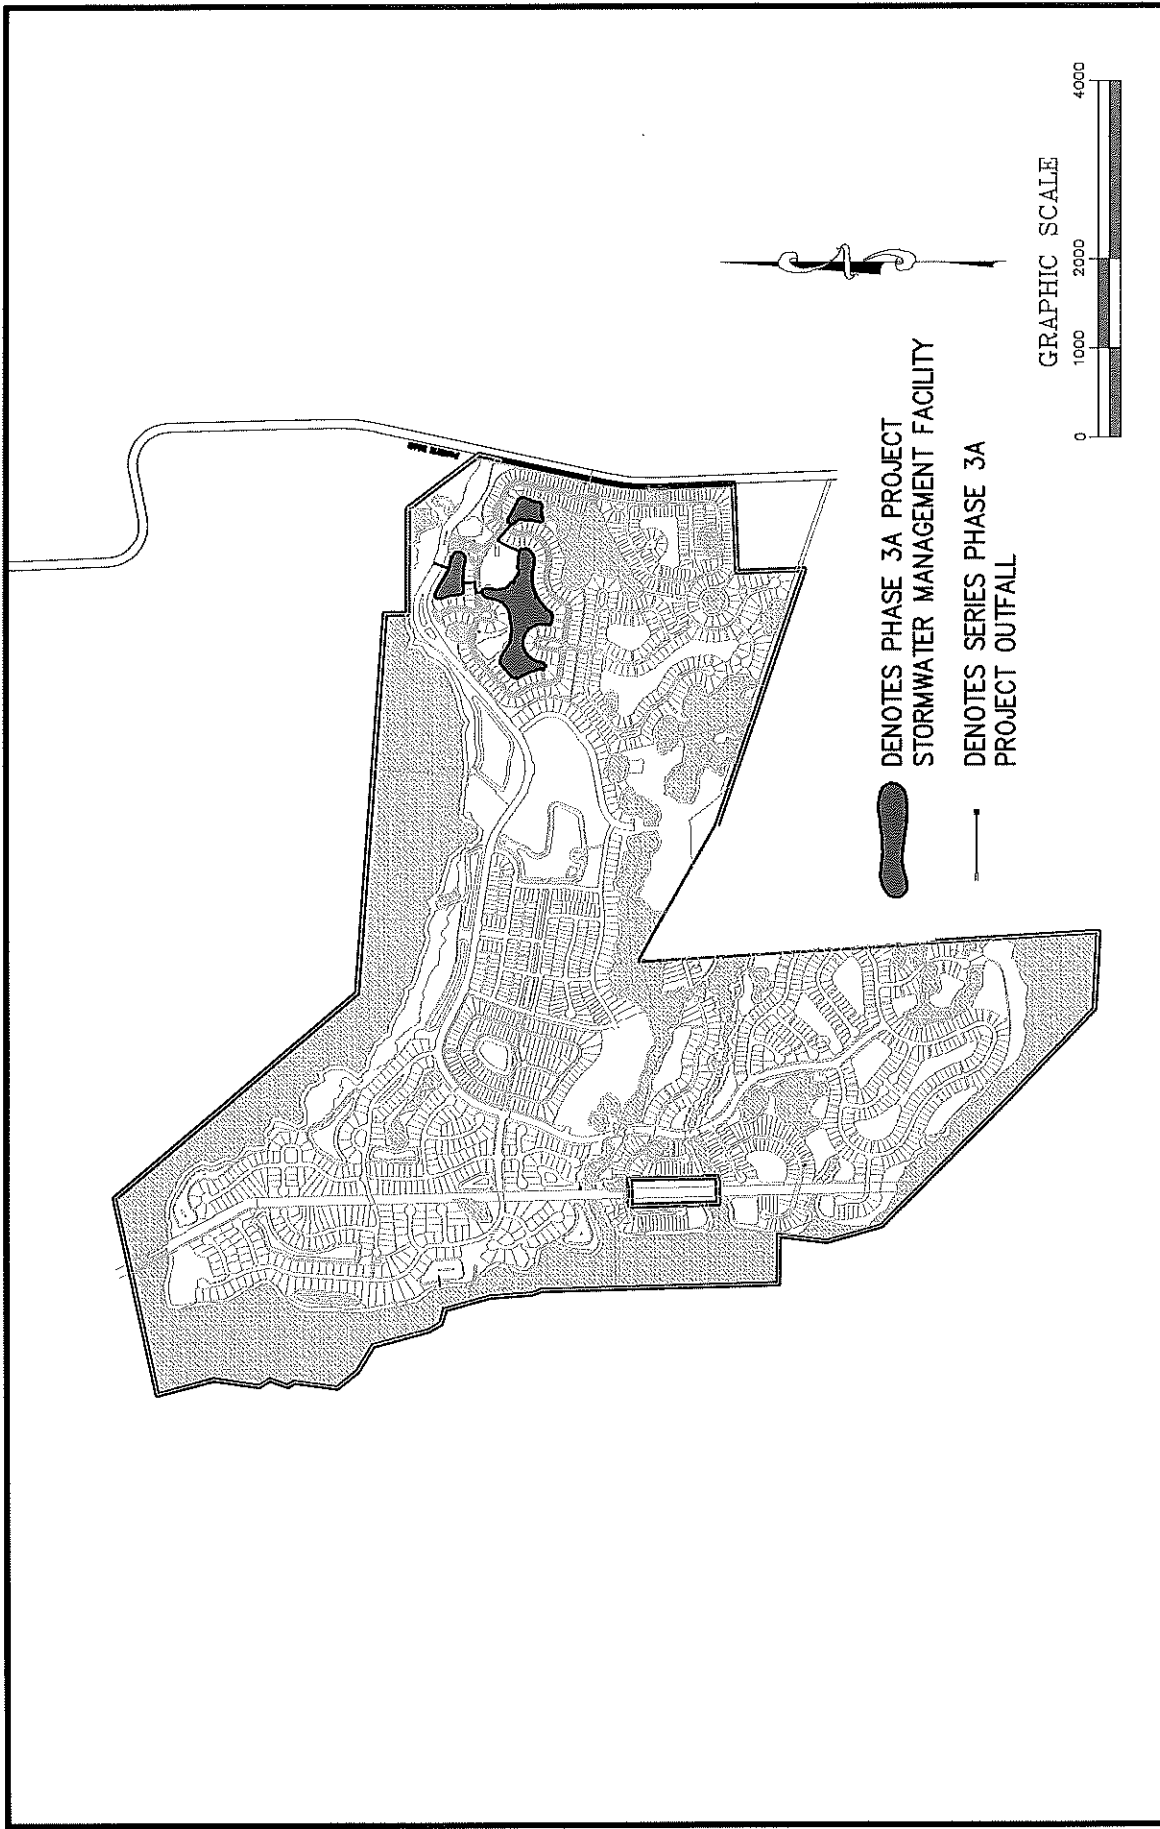 DENOTES PHASE 3A PROJECT
STORMWATER MANAGEMENT FACILITY
DENOTES SERIES PHASE 3A
PROJECT OUTFALL
N
GRAPHIC SCALE
0 1000 2000 4000